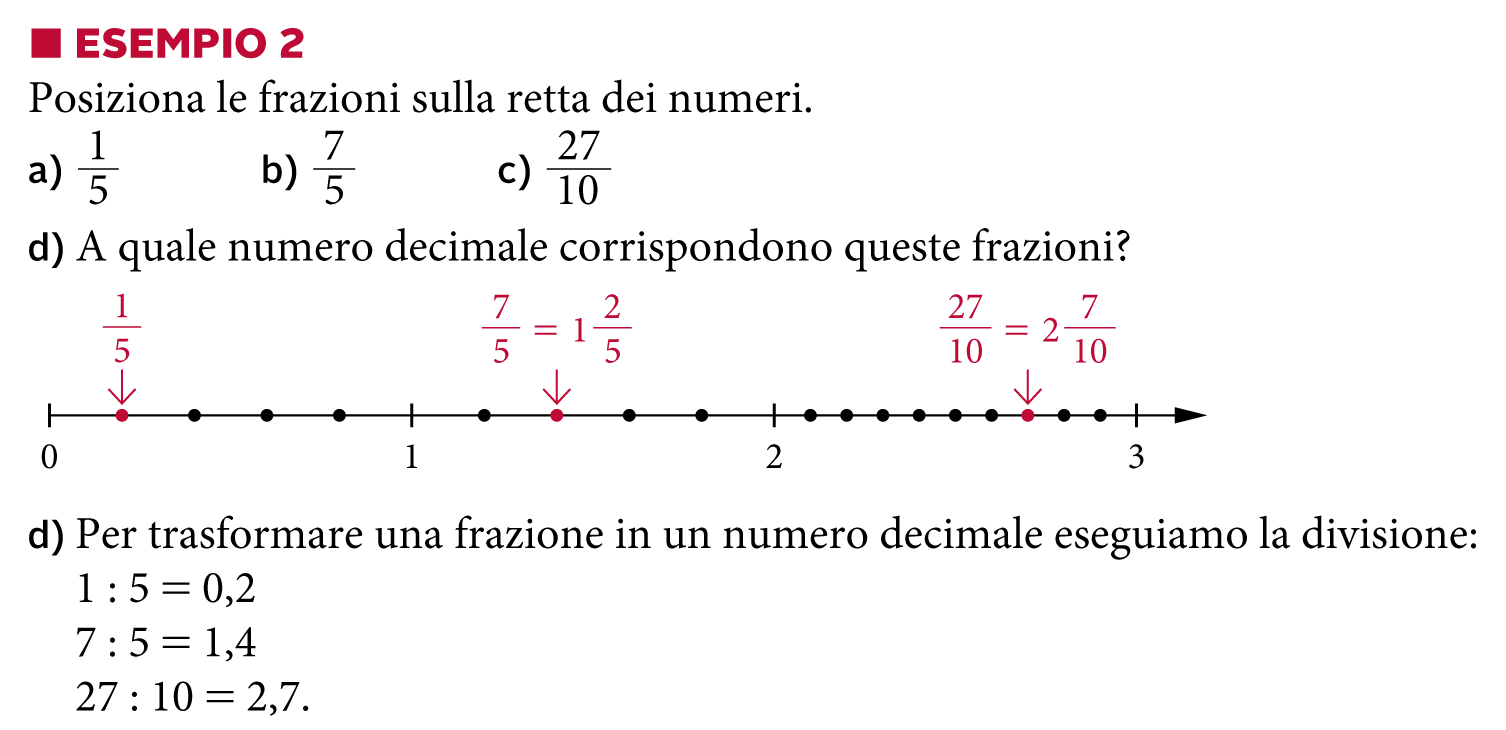 ■ ESEMPIO 2
Posiziona le frazioni sulla retta dei numeri.
a) 1/5 b) 7/5 c) 27/10
d) A quale numero decimale corrispondono queste frazioni?
1/5 7/5 = 1 2/5 27/10 = 2 7/10
0 1 2 3
d) Per trasformare una frazione in un numero decimale eseguiamo la divisione:
1 : 5 = 0,2
7 : 5 = 1,4
27 : 10 = 2,7.